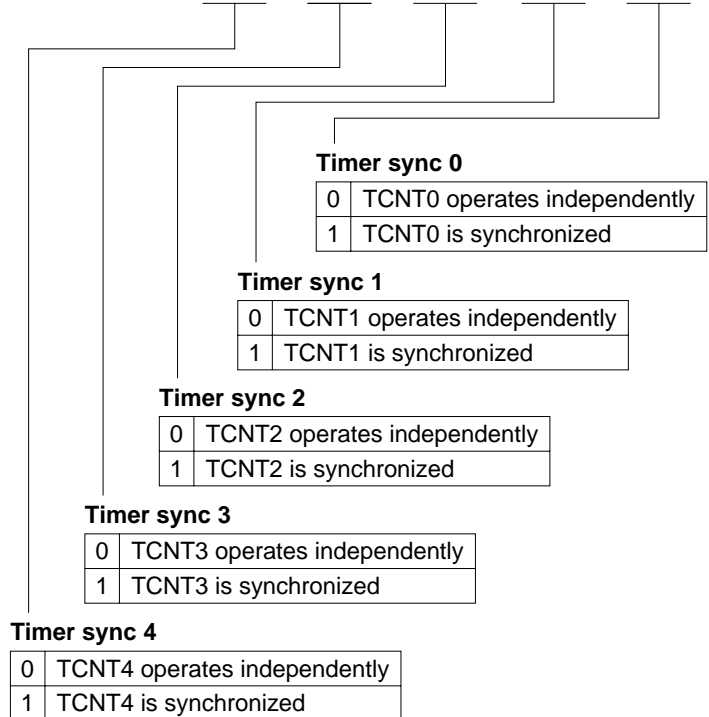 Timer sync 0
0 TCNT0 operates independently
1 TCNT0 is synchronized
Timer sync 1
0 TCNT1 operates independently
1 TCNT1 is synchronized
Timer sync 2
0 TCNT2 operates independently
1 TCNT2 is synchronized
Timer sync 3
0 TCNT3 operates independently
1 TCNT3 is synchronized
Timer sync 4
0 TCNT4 operates independently
1 TCNT4 is synchronized